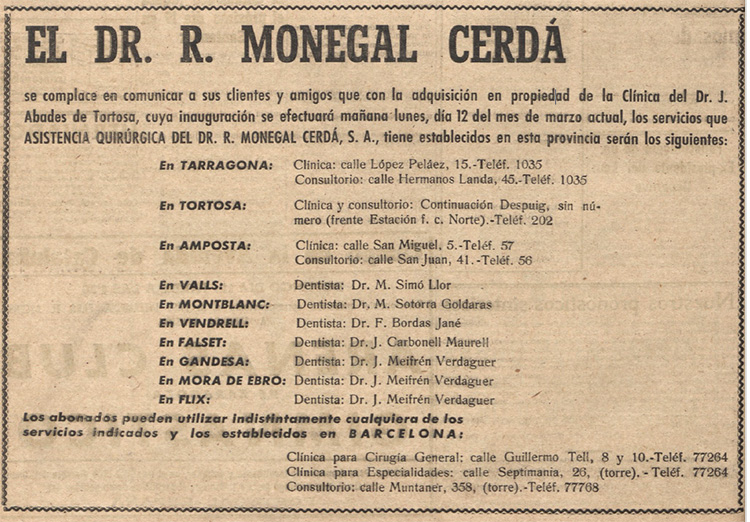 EL DR. R. MONEGAL CERDÁ
se complace en comunicar a sus clientes y amigos que con la adquisición en propiedad de la Clínica del Dr. J.
Abades de Tortosa, cuya inauguración se efectuará mañana lunes, día 12 del mes de marzo actual, los servicios que
ASISTENCIA QUIRÚRGICA DEL DR. R. MONEGAL CERDÁ, S. A., tiene establecidos en esta provincia serán los siguientes:
En TARRAGONA: Clínica: calle López Peláez, 15.-Teléf. 1035
Consultorio: calle Hermanos Landa, 45.-Teléf. 1035
En TORTOSA: Clínica y consultorio: Continuación Despuig, sin nú-
mero (frente Estación f. c. Norte).-Teléf. 202
En AMPOSTA: Clínica: calle San Miguel, 5.-Teléf. 57
Consultorio: calle San Juan, 41.-Teléf. 56
En VALLS: Dentista: Dr. M. Simó Llor
En MONTBLANC: Dentista: Dr. M. Sotorra Goldaras
En VENDRELL: Dentista: Dr. F. Bordas Jané
En FALSET: Dentista: Dr. J. Carbonell Maurell
En GANDESA: Dentista: Dr. J. Meifrén Verdaguer
En MORA DE EBRO: Dentista: Dr. J. Meifrén Verdaguer
En FLIX: Dentista: Dr. J. Meifrén Verdaguer
Los abonados pueden utilizar indistintamente cualquiera de los
servicios indicados y los establecidos en BARCELONA:
Clínica para Cirugía General: calle Guillermo Tell, 8 y 10.-Teléf. 77264
Clínica para Especialidades: calle Septimania, 26, (torre).-Teléf. 77264
Consultorio: calle Muntaner, 358, (torre).-Teléf. 77768